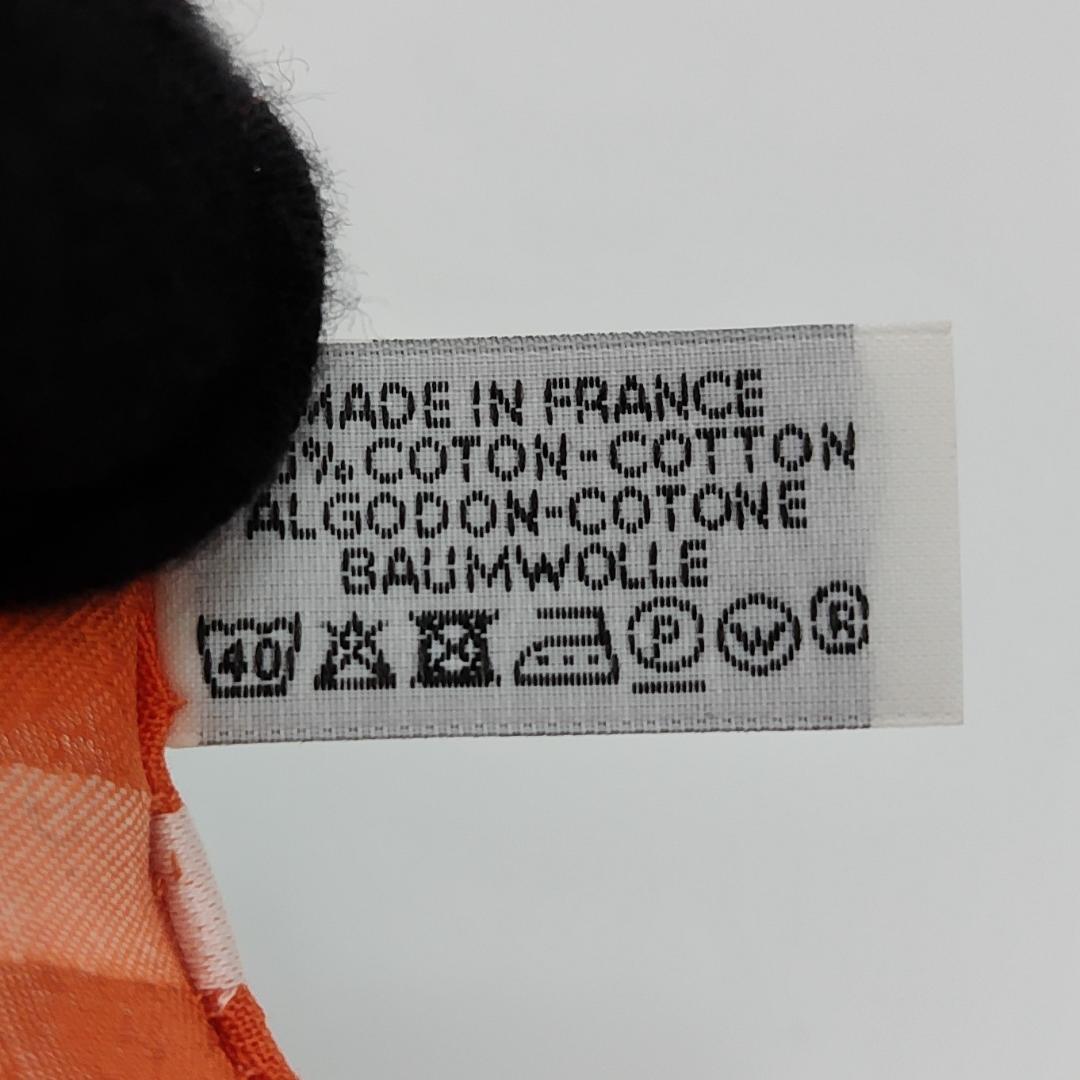 MADE IN FRANCE
% COTON-COTTON
ALGODON-COTONE
BAUMWOLLE
40 P W R